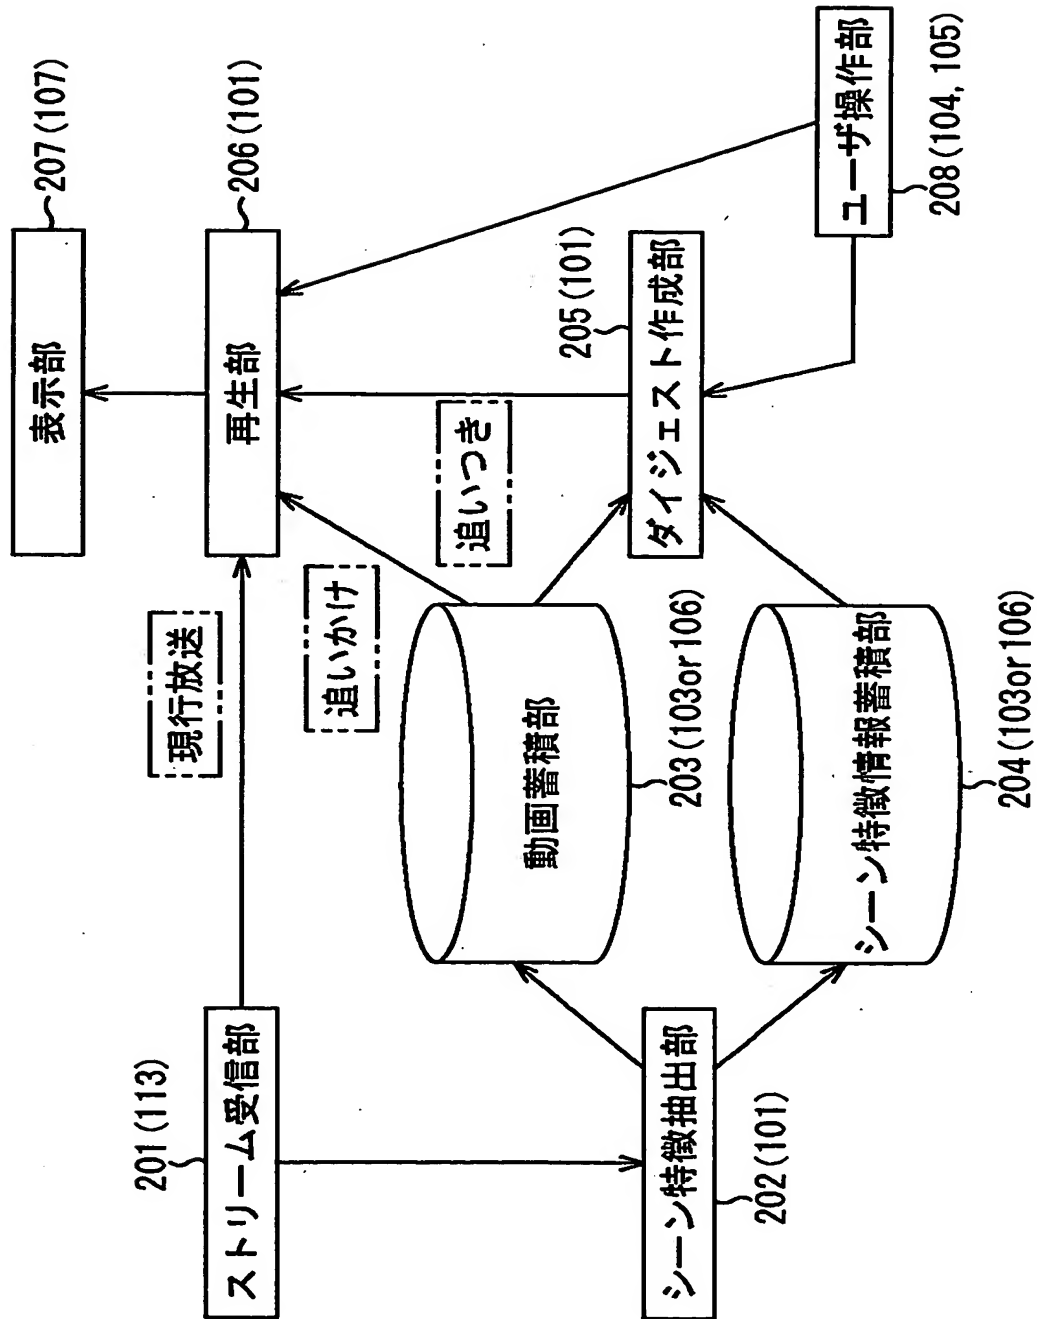 201(113)
ストリーム受信部
現行放送
再生部
206(101)
表示部
207(107)
追いかけ
追いつき
シーン特徴抽出部
202(101)
動画蓄積部
203(103or106)
シーン特徴情報蓄積部
204(103or106)
205(101)
ダイジェスト作成部
ユーザ操作部
208(104, 105)